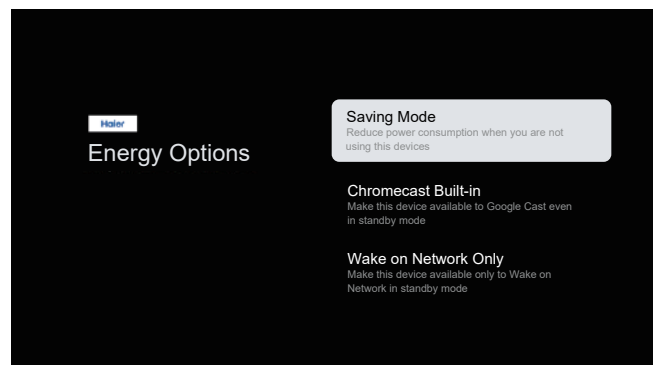 Haier
Energy Options
Saving Mode
Reduce power consumption when you are not
using this devices
Chromecast Built-in
Make this device available to Google Cast even
in standby mode
Wake on Network Only
Make this device available only to Wake on
Network in standby mode